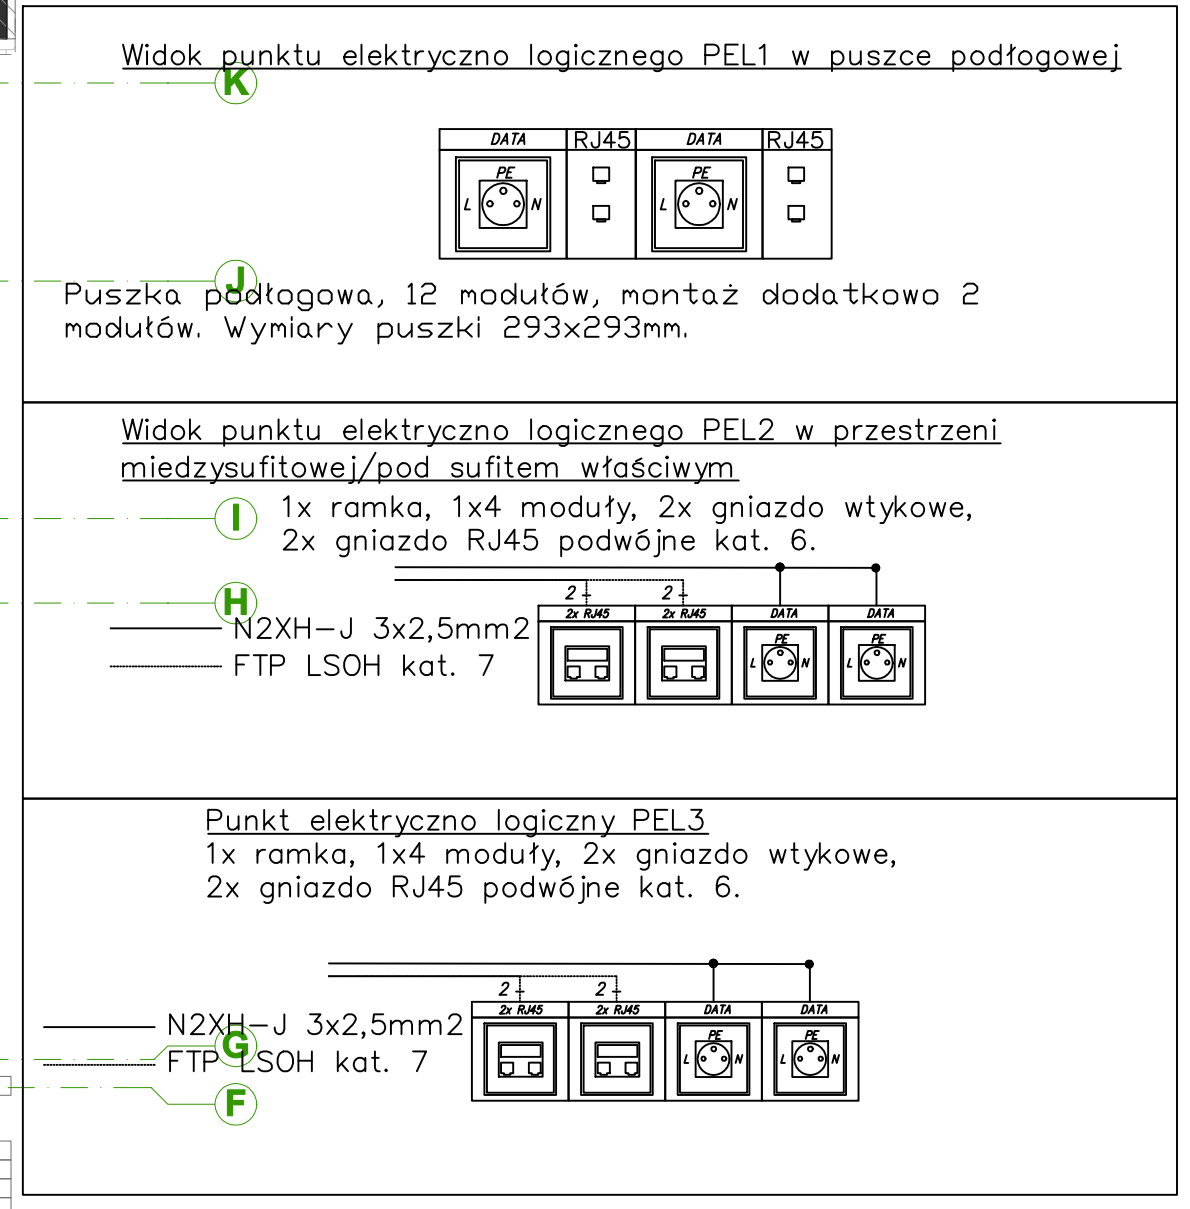 Widok punktu elektryczno logicznego PEL1 w puszce podłogowej
K
DATA RJ45 DATA RJ45
PE PE
L N L N
J
Puszka podłogowa, 12 modułów, montaż dodatkowo 2
modułów. Wymiary puszki 293x293mm.
Widok punktu elektryczno logicznego PEL2 w przestrzeni
miedzysufitowej/pod sufitem właściwym
I
1x ramka, 1x4 moduły, 2x gniazdo wtykowe,
2x gniazdo RJ45 podwójne kat. 6.
H
2 2
2x RJ45 2x RJ45 DATA DATA
N2XH-J 3x2,5mm2
PE PE
FTP LSOH kat. 7
L N L N
Punkt elektryczno logiczny PEL3
1x ramka, 1x4 moduły, 2x gniazdo wtykowe,
2x gniazdo RJ45 podwójne kat. 6.
2 2
2x RJ45 2x RJ45 DATA DATA
N2XH-J 3x2,5mm2
PE PE
G
FTP LSOH kat. 7
L N L N
F